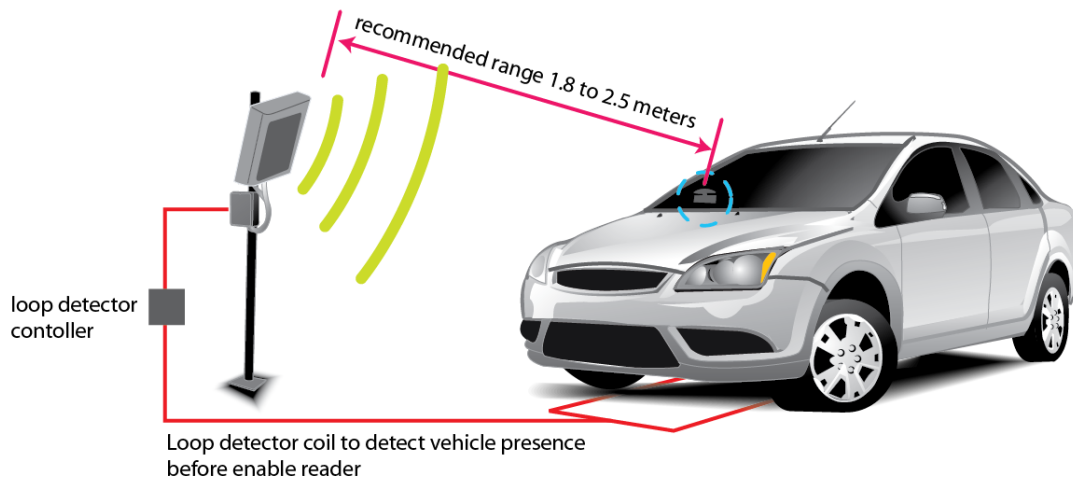 recommended range 1.8 to 2.5 meters
loop detector
contoller
Loop detector coil to detect vehicle presence
before enable reader